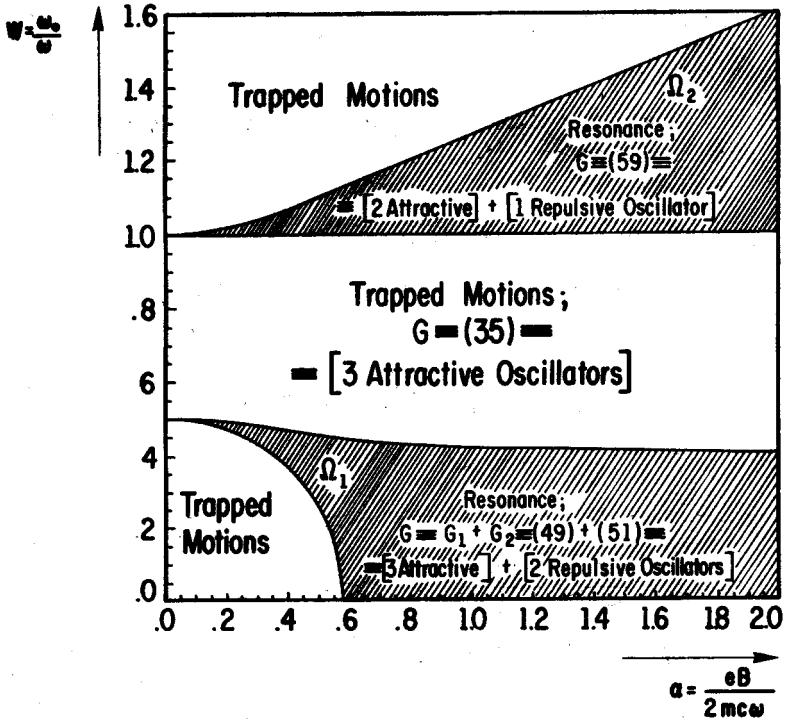 W = ω₀/ω
1.6
1.4
1.2
1.0
.8
6
4
.2
.0
Trapped Motions
Ω₂
Resonance;
G≡(59)≡
≡[2 Attractive] + [1 Repulsive Oscillator]
Trapped Motions;
G≡(35)≡
≡[3 Attractive Oscillators]
Ω₁
Trapped
Motions
Resonance;
G≡ G₁ + G₂≡(49)+(51)≡
≡[3 Attractive] + [2 Repulsive Oscillators]
.0 .2 .4 .6 .8 1.0 1.2 1.4 1.6 1.8 2.0
α = eB/2mcω